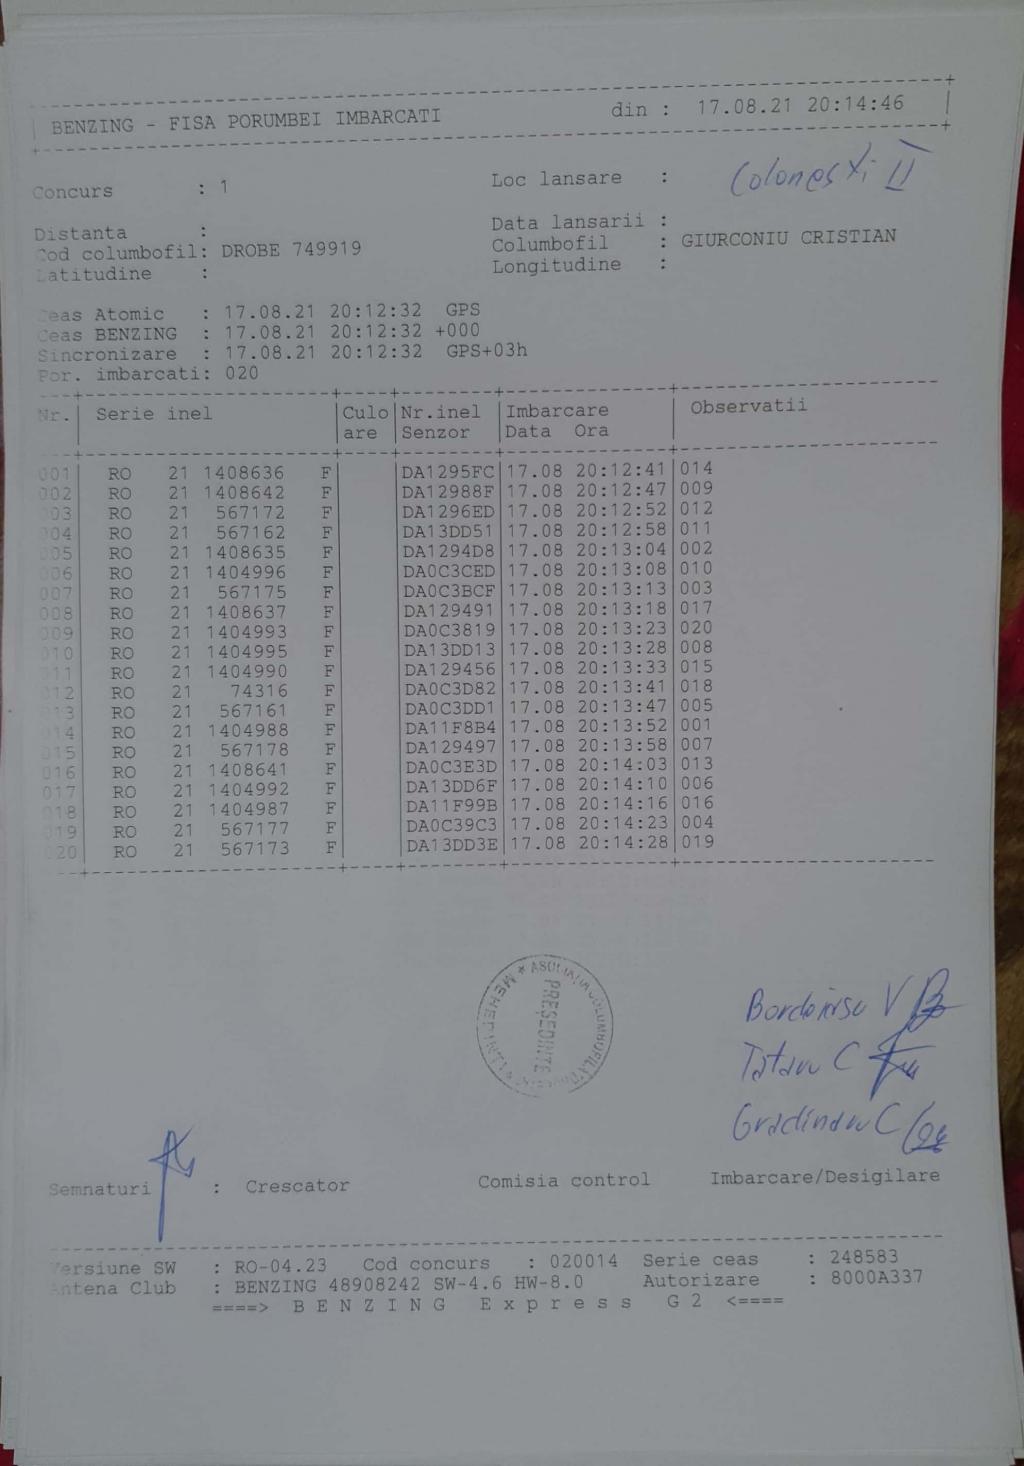 BENZING - FISA PORUMBEI IMBARCATI din : 17.08.21 20:14:46
Concurs : 1 Loc lansare : Colonesti II
Distanta : Data lansarii :
Cod columbofil: DROBE 749919 Columbofil : GIURCONIU CRISTIAN
Latitudine : Longitudine :
Ceas Atomic : 17.08.21 20:12:32 GPS
Ceas BENZING : 17.08.21 20:12:32 +000
Sincronizare : 17.08.21 20:12:32 GPS+03h
Por. imbarcati: 020
Nr. Serie inel Culo Nr.inel Imbarcare Observatii
are Senzor Data Ora
001 RO 21 1408636 F DA1295FC 17.08 20:12:41 014
002 RO 21 1408642 F DA12988F 17.08 20:12:47 009
003 RO 21 567172 F DA1296ED 17.08 20:12:52 012
004 RO 21 567162 F DA13DD51 17.08 20:12:58 011
005 RO 21 1408635 F DA1294D8 17.08 20:13:04 002
006 RO 21 1404996 F DA0C3CED 17.08 20:13:08 010
007 RO 21 567175 F DA0C3BCF 17.08 20:13:13 003
008 RO 21 1408637 F DA129491 17.08 20:13:18 017
009 RO 21 1404993 F DA0C3819 17.08 20:13:23 020
010 RO 21 1404995 F DA13DD13 17.08 20:13:28 008
011 RO 21 1404990 F DA129456 17.08 20:13:33 015
012 RO 21 74316 F DA0C3D82 17.08 20:13:41 018
013 RO 21 567161 F DA0C3DD1 17.08 20:13:47 005
014 RO 21 1404988 F DA11F8B4 17.08 20:13:52 001
015 RO 21 567178 F DA129497 17.08 20:13:58 007
016 RO 21 1408641 F DA0C3E3D 17.08 20:14:03 013
017 RO 21 1404992 F DA13DD6F 17.08 20:14:10 006
018 RO 21 1404987 F DA11F99B 17.08 20:14:16 016
019 RO 21 567177 F DA0C39C3 17.08 20:14:23 004
020 RO 21 567173 F DA13DD3E 17.08 20:14:28 019
MEHEDINTI
PREȘEDINTE
Tataru C
Gradinaru C
Semnaturi : Crescator Comisia control Imbarcare/Desigilare
Versiune SW : RO-04.23 Cod concurs : 020014 Serie ceas : 248583
Antena Club : BENZING 48908242 SW-4.6 HW-8.0 Autorizare : 8000A337
====> B E N Z I N G E x p r e s s G 2 <====